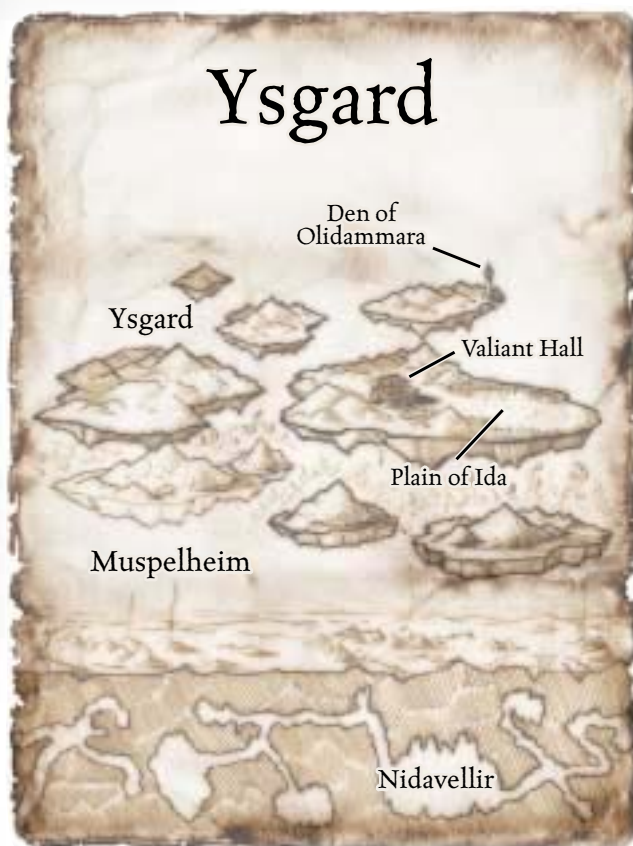 Ysgard
Den of
Olidammara
Ysgard
Valiant Hall
Plain of Ida
Muspelheim
Nidavellir